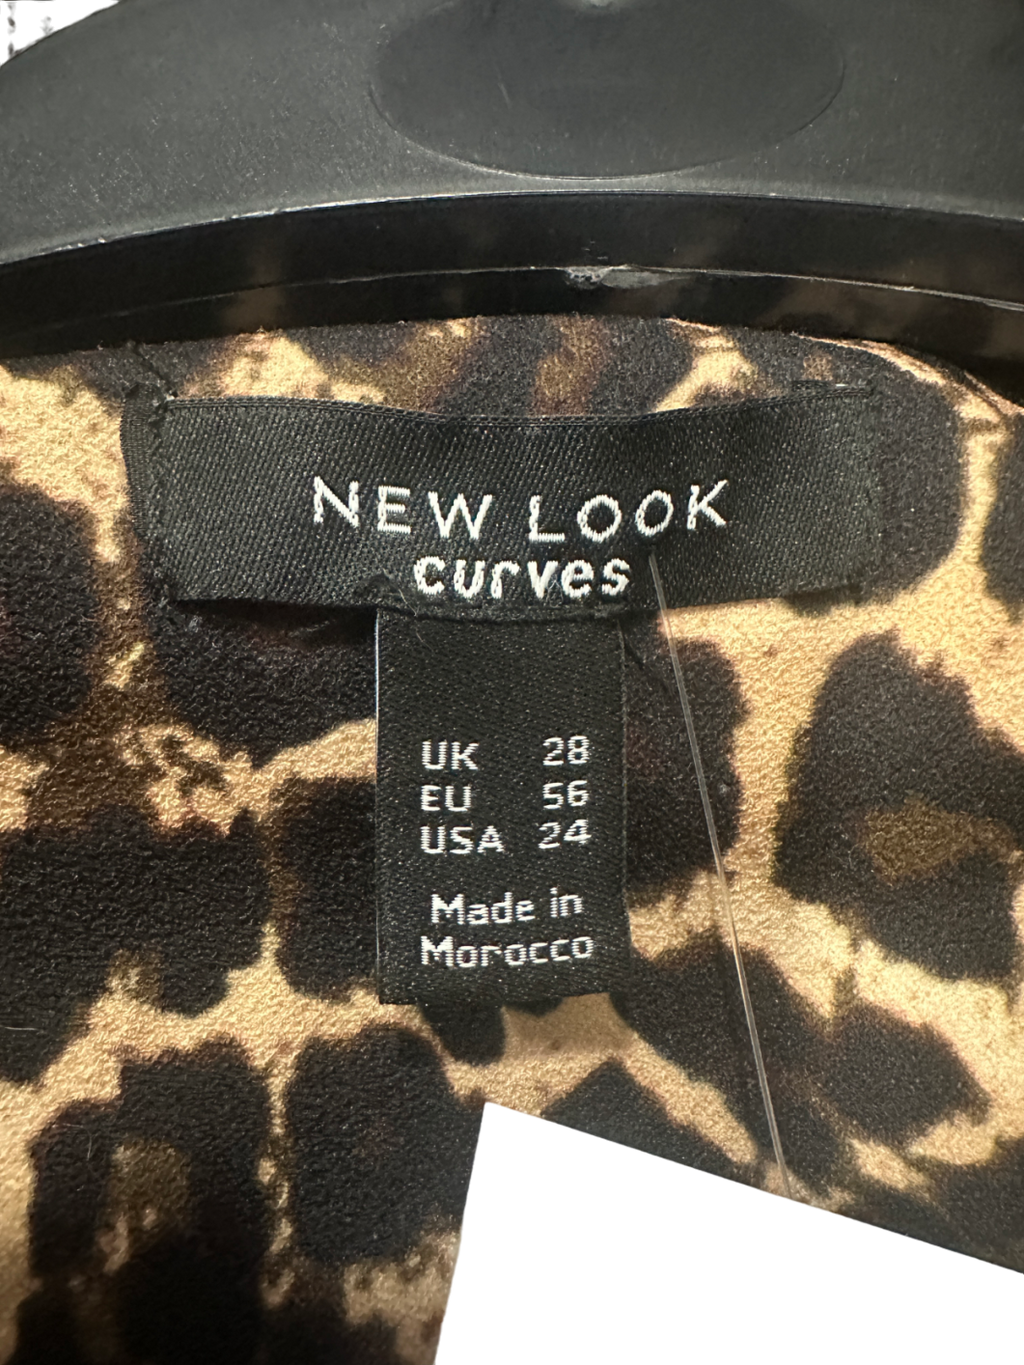 NEW LOOK
curves
UK 28
EU 56
USA 24
Made in
Morocco